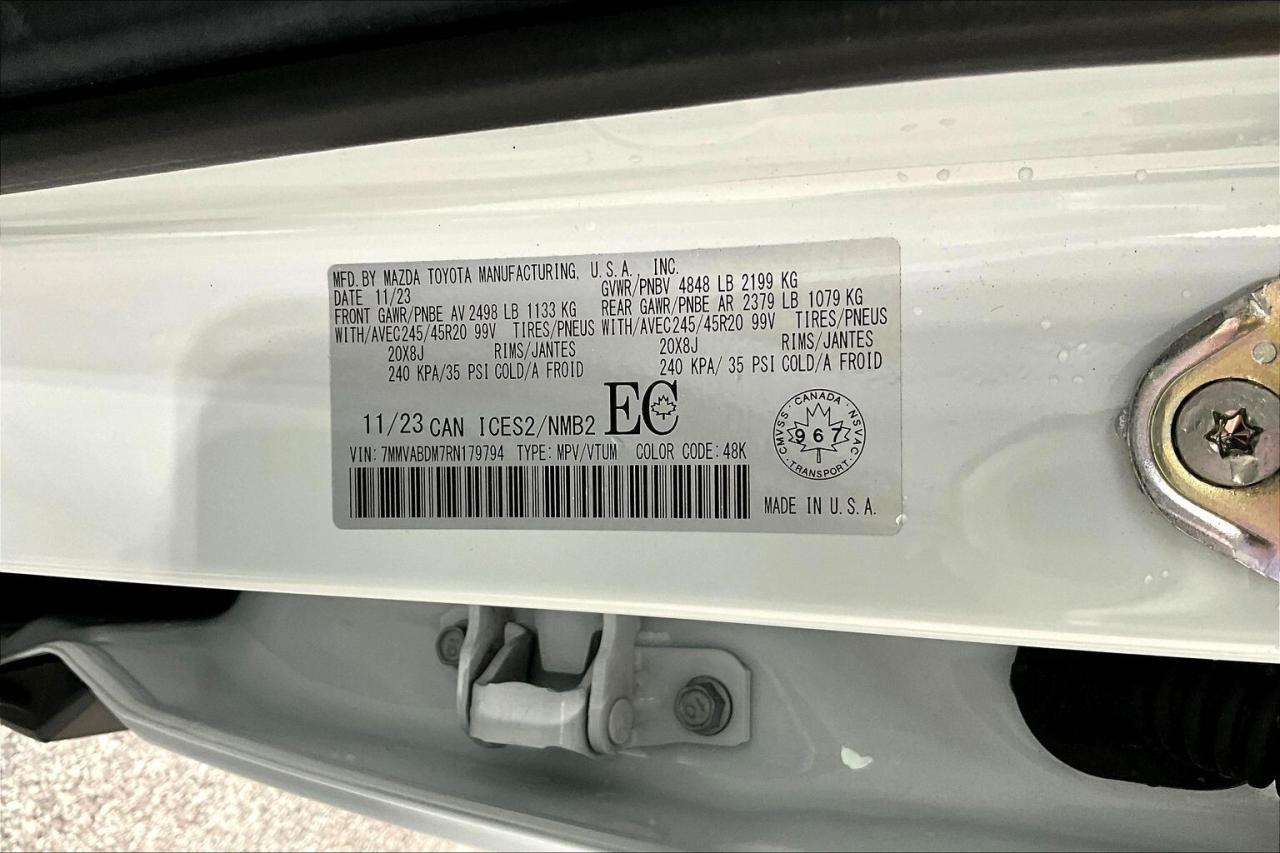 MFD. BY MAZDA TOYOTA MANUFACTURING, U.S.A., INC.
DATE 11/23 GVWR/PNBV 4848 LB 2199 KG
FRONT GAWR/PNBE AV 2498 LB 1133 KG REAR GAWR/PNBE AR 2379 LB 1079 KG
WITH/AVEC 245/45R20 99V TIRES/PNEUS WITH/AVEC 245/45R20 99V TIRES/PNEUS
20X8J RIMS/JANTES 20X8J RIMS/JANTES
240 KPA/35 PSI COLD/A FROID 240 KPA/ 35 PSI COLD/A FROID
11/23 CAN ICES2/NMB2 EC
CANADA
CMVSS 967 NSVAC
TRANSPORT
VIN: 7MMVABDM7RN179794 TYPE: MPV/VTUM COLOR CODE: 48K
MADE IN U.S.A.